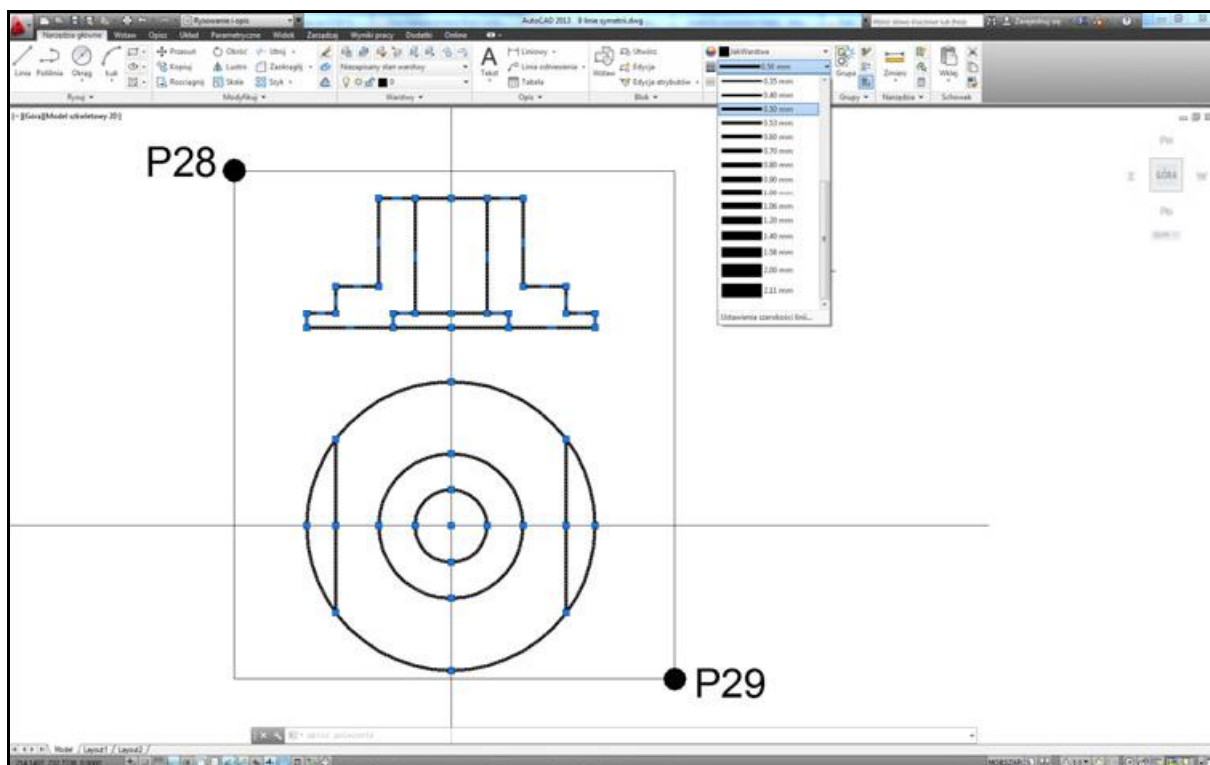 Rysowanie i opis
AutoCAD 2013 8 linie symetrii.dwg
Narzędzia główne Wstaw Opisz Układ Parametryczne Widok Zarządzaj Wyniki pracy Dodatki Online
Linia Polilinia Okrąg Łuk
Przesuń Obróć Utnij
Kopiuj Lustro Zaokrąglij
Rozciągnij Skala Szyk
Niezapisany stan warstwy
0
Tekst
Liniowy
Linia odniesienia
Tabela
Wstaw
Utwórz
Edycja
Edycja atrybutów
JakWarstwa
0.50 mm
Grupa
Zmierz
Wklej
Rysuj Modyfikuj Warstwy Opis Blok Grupy Narzędzia Schowek
0.35 mm
0.40 mm
0.50 mm
0.53 mm
0.60 mm
0.70 mm
0.80 mm
0.90 mm
1.00 mm
1.06 mm
1.20 mm
1.40 mm
1.58 mm
2.00 mm
2.11 mm
Ustawienia szerokości linii...
[-][Góra][Model szkieletowy 2D]
GÓRA
P28
P29
Model Layout1 Layout2